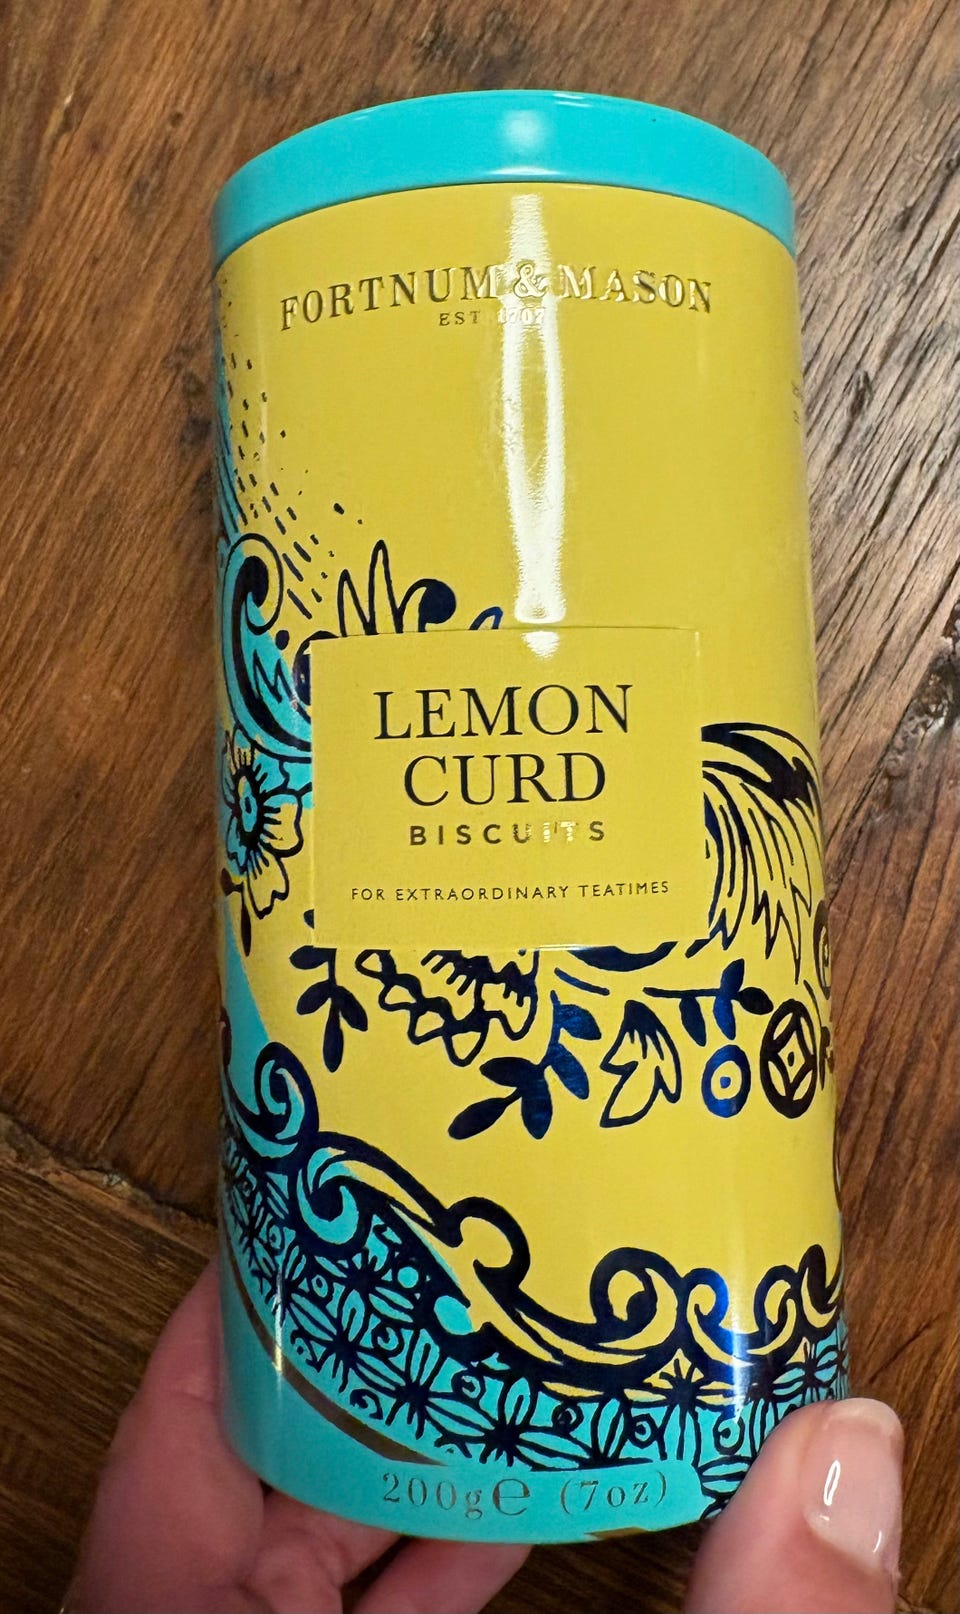 FORTNUM & MASON
EST 1707
LEMON
CURD
BISCUITS
FOR EXTRAORDINARY TEATIMES
200g℮ (7oz)